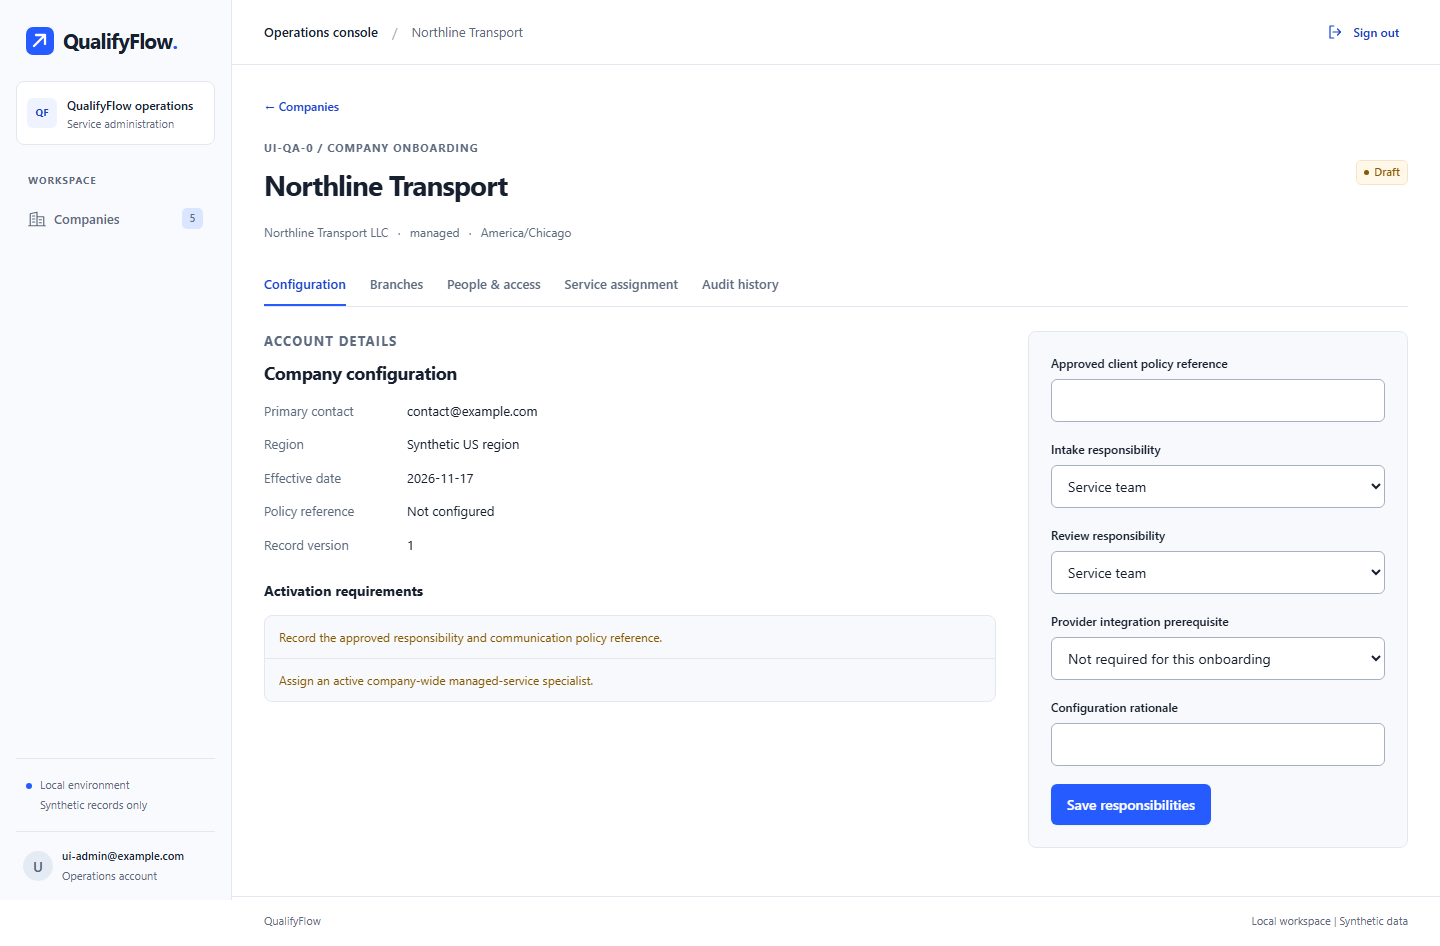 QualifyFlow.
QF
QualifyFlow operations
Service administration
WORKSPACE
Companies 5
Local environment
Synthetic records only
U
ui-admin@example.com
Operations account
Operations console / Northline Transport
Sign out
← Companies
UI-QA-0 / COMPANY ONBOARDING
Northline Transport
Draft
Northline Transport LLC · managed · America/Chicago
Configuration Branches People & access Service assignment Audit history
ACCOUNT DETAILS
Company configuration
Primary contact contact@example.com
Region Synthetic US region
Effective date 2026-11-17
Policy reference Not configured
Record version 1
Activation requirements
Record the approved responsibility and communication policy reference.
Assign an active company-wide managed-service specialist.
Approved client policy reference
Intake responsibility
Service team
Review responsibility
Service team
Provider integration prerequisite
Not required for this onboarding
Configuration rationale
Save responsibilities
QualifyFlow
Local workspace | Synthetic data